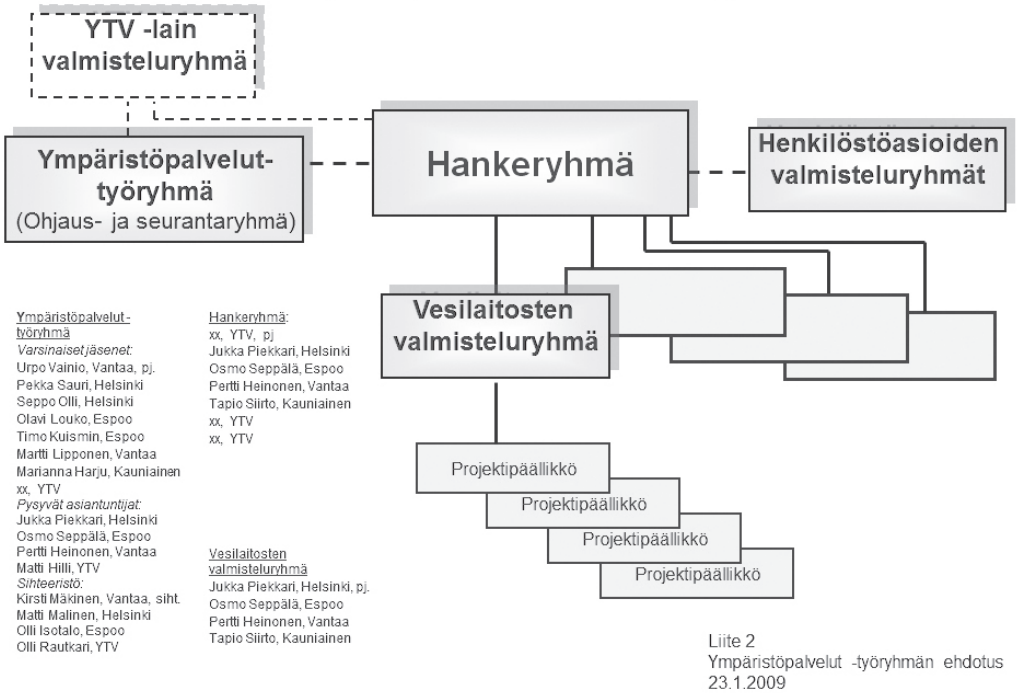 YTV -lain
valmisteluryhmä
Ympäristöpalvelut-
työryhmä
(Ohjaus- ja seurantaryhmä)
Hankeryhmä
Henkilöstöasioiden
valmisteluryhmät
Vesilaitosten
valmisteluryhmä
Projektipäällikkö
Projektipäällikkö
Projektipäällikkö
Projektipäällikkö
Ympäristöpalvelut -
työryhmä
Varsinaiset jäsenet:
Urpo Vainio, Vantaa, pj.
Pekka Sauri, Helsinki
Seppo Olli, Helsinki
Olavi Louko, Espoo
Timo Kuismin, Espoo
Martti Lipponen, Vantaa
Marianna Harju, Kauniainen
xx, YTV
Pysyvät asiantuntijat:
Jukka Piekkari, Helsinki
Osmo Seppälä, Espoo
Pertti Heinonen, Vantaa
Matti Hilli, YTV
Sihteeristö:
Kirsti Mäkinen, Vantaa, siht.
Matti Malinen, Helsinki
Olli Isotalo, Espoo
Olli Rautkari, YTV
Hankeryhmä:
xx, YTV, pj
Jukka Piekkari, Helsinki
Osmo Seppälä, Espoo
Pertti Heinonen, Vantaa
Tapio Siirto, Kauniainen
xx, YTV
xx, YTV
Vesilaitosten
valmisteluryhmä
Jukka Piekkari, Helsinki, pj.
Osmo Seppälä, Espoo
Pertti Heinonen, Vantaa
Tapio Siirto, Kauniainen
Liite 2
Ympäristöpalvelut -työryhmän ehdotus
23.1.2009